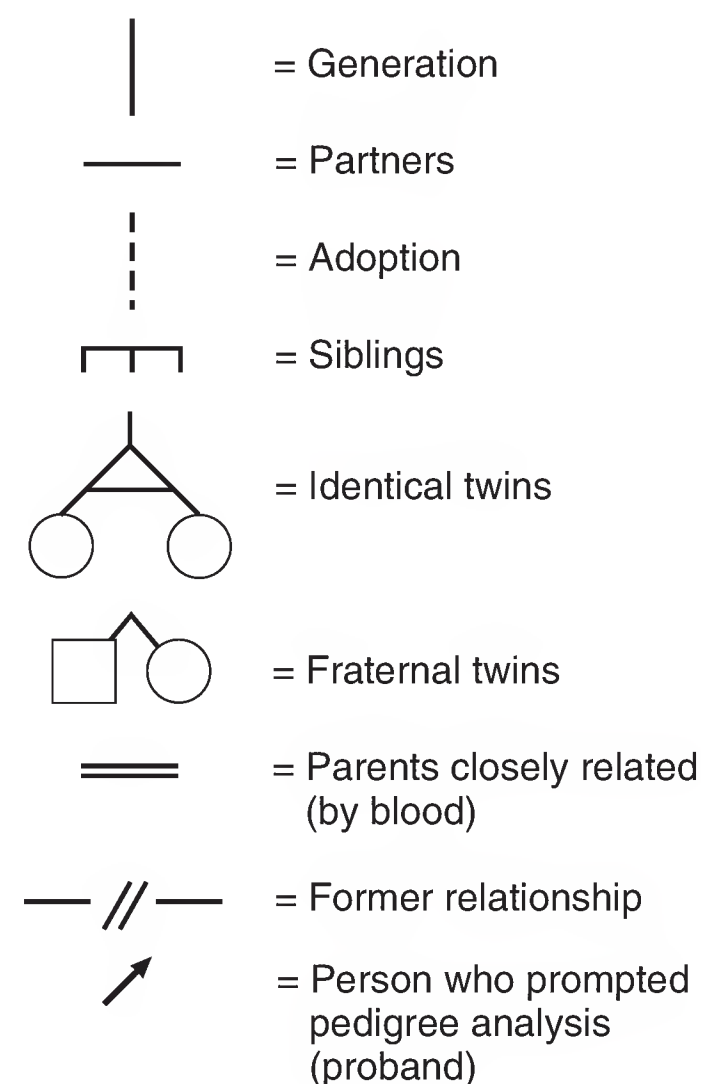 = Generation
= Partners
= Adoption
= Siblings
= Identical twins
= Fraternal twins
= Parents closely related
(by blood)
= Former relationship
= Person who prompted
pedigree analysis
(proband)